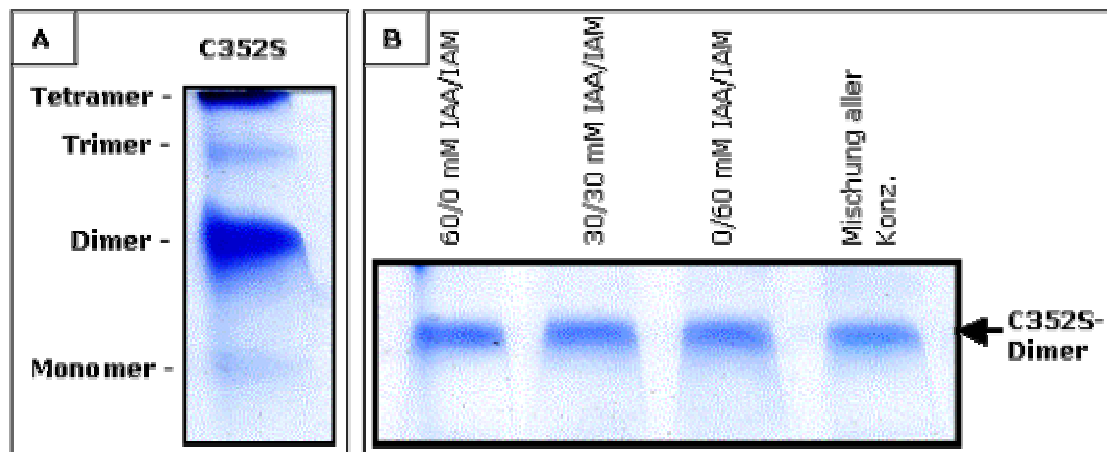 A
C352S
Tetramer -
Trimer -
Dimer -
Monomer -
B
60/0 mM IAA/IAM
30/30 mM IAA/IAM
0/60 mM IAA/IAM
Mischung aller
Konz.
C352S-
Dimer